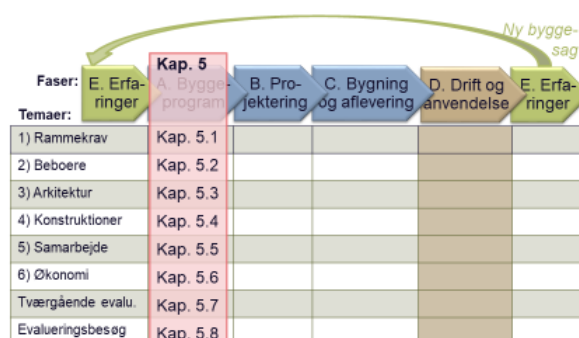 Ny bygge-
sag
Kap. 5
Faser:
E. Erfa-
ringer
A. Bygge-
program
B. Pro-
jektering
C. Bygning
og aflevering
D. Drift og
anvendelse
E. Erfa-
ringer
Temaer:
1) Rammekrav Kap. 5.1
2) Beboere Kap. 5.2
3) Arkitektur Kap. 5.3
4) Konstruktioner Kap. 5.4
5) Samarbejde Kap. 5.5
6) Økonomi Kap. 5.6
Tværgående evalu. Kap. 5.7
Evalueringsbesøg Kap. 5.8